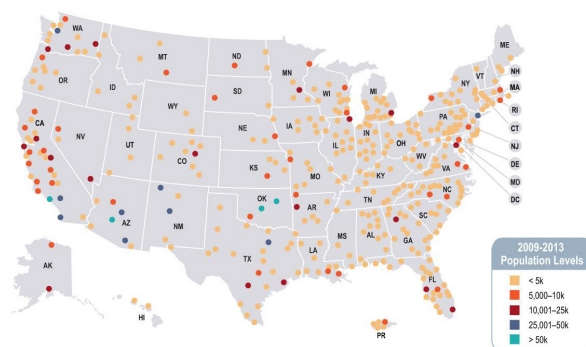 WA
MT
ND
MN
ME
OR
ID
SD
WI
MI
NY
VT
NH
MA
RI
CT
NJ
DE
MD
DC
WY
NE
IA
IL
IN
OH
PA
CA
NV
UT
CO
KS
MO
KY
WV
VA
AZ
NM
OK
AR
TN
NC
SC
TX
LA
MS
AL
GA
FL
AK
HI
PR
2009-2013
Population Levels
< 5k
5,000–10k
10,001–25k
25,001–50k
> 50k